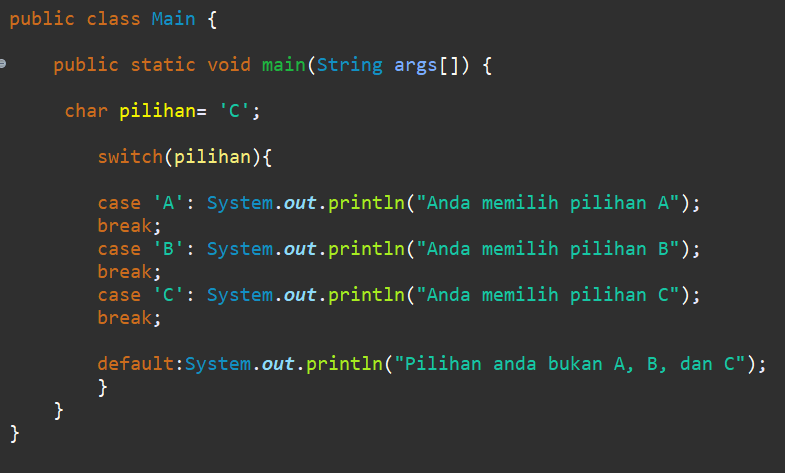 public class Main {
public static void main(String args[]) {
char pilihan= 'C';
switch(pilihan){
case 'A': System.out.println("Anda memilih pilihan A");
break;
case 'B': System.out.println("Anda memilih pilihan B");
break;
case 'C': System.out.println("Anda memilih pilihan C");
break;
default:System.out.println("Pilihan anda bukan A, B, dan C");
}
}
}